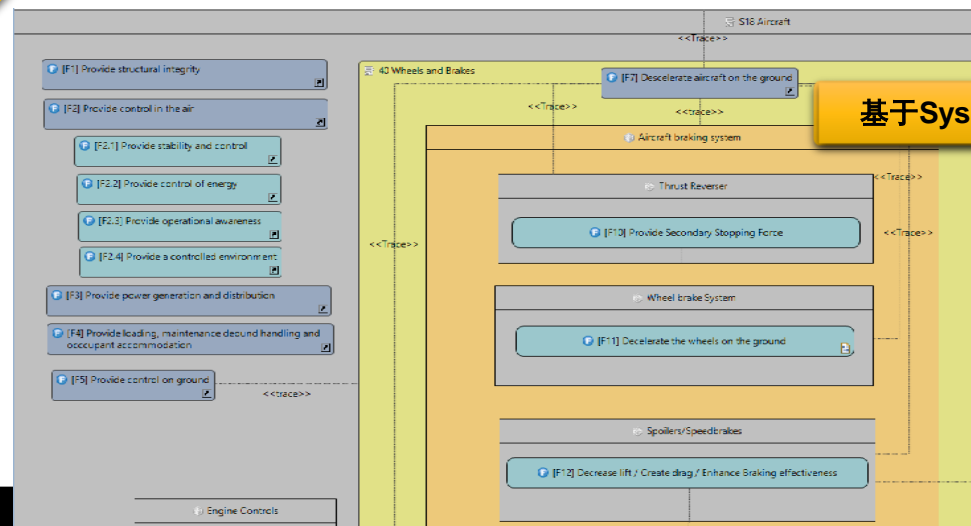 S18 Aircraft
<<Trace>>
[F1] Provide structural integrity
40 Wheels and Brakes
[F7] Descelerate aircraft on the ground
[F2] Provide control in the air
<<Trace>>
<<trace>>
基于Sys
Aircraft braking system
[F2.1] Provide stability and control
<<Trace>>
Thrust Reverser
[F2.2] Provide control of energy
[F2.3] Provide operational awareness
[F10] Provide Secondary Stopping Force
<<Trace>>
<<Trace>>
[F2.4] Provide a controlled environment
[F3] Provide power generation and distribution
Wheel brake System
[F4] Provide loading, maintenance deound handling and
occcupant accommodation
[F11] Decelerate the wheels on the ground
[F5] Provide control on ground
<<trace>>
Spoilers/Speedbrakes
[F12] Decrease lift / Create drag / Enhance Braking effectiveness
Engine Controls